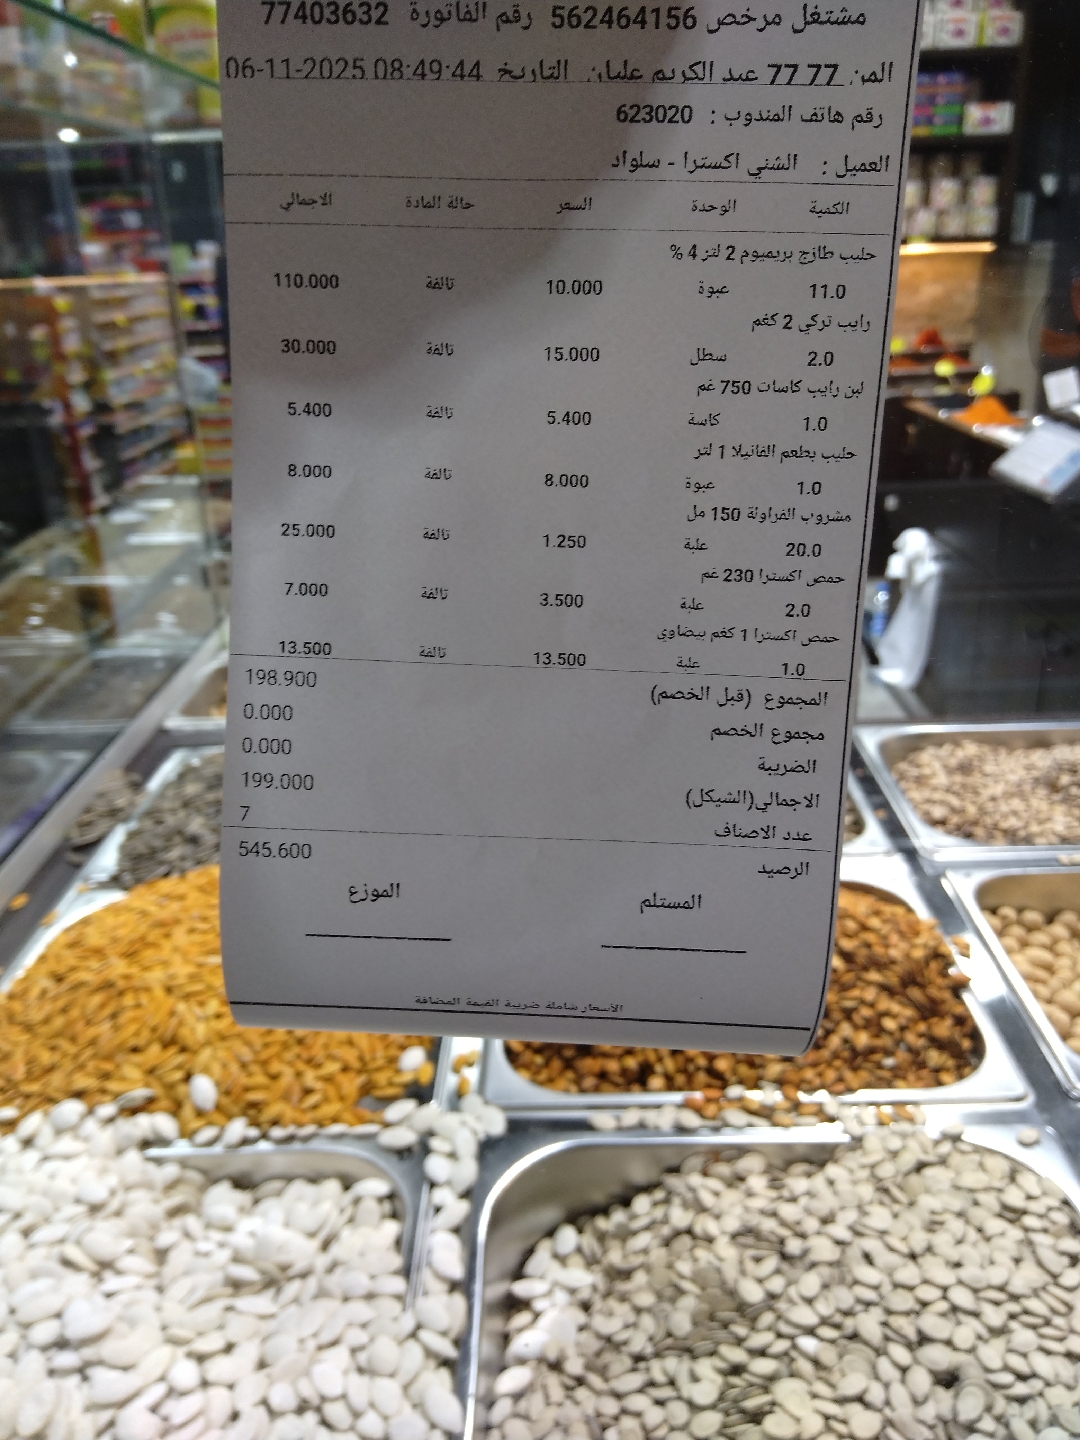 مشتغل مرخص 562464156 رقم الفاتورة 77403632
المن 77 77 عبد الكريم عليان التاريخ 06-11-2025 08:49:44
رقم هاتف المندوب : 623020
العميل : الشني اكسترا - سلواد
الكمية الوحدة السعر حالة المادة الاجمالي
حليب طازج بريميوم 2 لتر 4 %
11.0 عبوة 10.000 تالفة 110.000
رايب تركي 2 كغم
2.0 سطل 15.000 تالفة 30.000
لبن رايب كاسات 750 غم
1.0 كاسة 5.400 تالفة 5.400
حليب بطعم الفانيلا 1 لتر
1.0 عبوة 8.000 تالفة 8.000
مشروب الفراولة 150 مل
20.0 علبة 1.250 تالفة 25.000
حمص اكسترا 230 غم
2.0 علبة 3.500 تالفة 7.000
حمص اكسترا 1 كغم بيضاوي
1.0 علبة 13.500 تالفة 13.500
المجموع (قبل الخصم) 198.900
مجموع الخصم 0.000
الضريبة 0.000
الاجمالي(الشيكل) 199.000
عدد الاصناف 7
الرصيد 545.600
المستلم الموزع
الأسعار شاملة ضريبة القيمة المضافة